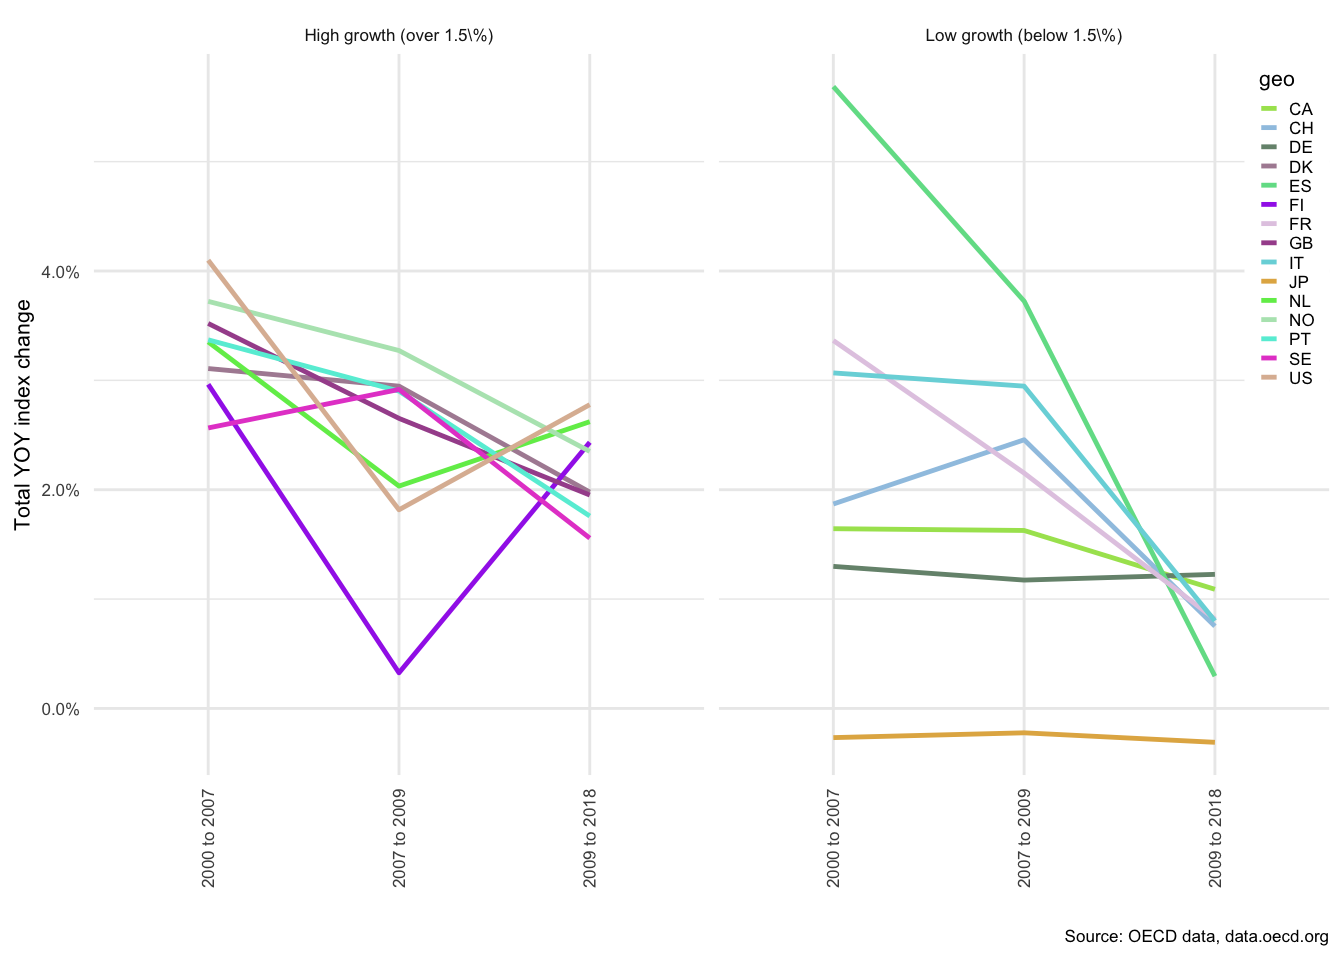 High growth (over 1.5\%)
Low growth (below 1.5\%)
Total YOY index change
4.0%
2.0%
0.0%
2000 to 2007
2007 to 2009
2009 to 2018
2000 to 2007
2007 to 2009
2009 to 2018
geo
CA
CH
DE
DK
ES
FI
FR
GB
IT
JP
NL
NO
PT
SE
US
Source: OECD data, data.oecd.org